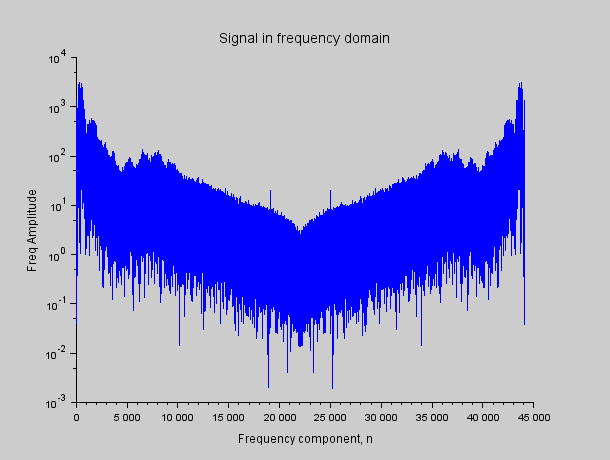 Signal in frequency domain
10^4
10^3
10^2
10^1
10^0
10^-1
10^-2
10^-3
Freq Amplitude
0 5 000 10 000 15 000 20 000 25 000 30 000 35 000 40 000 45 000
Frequency component, n